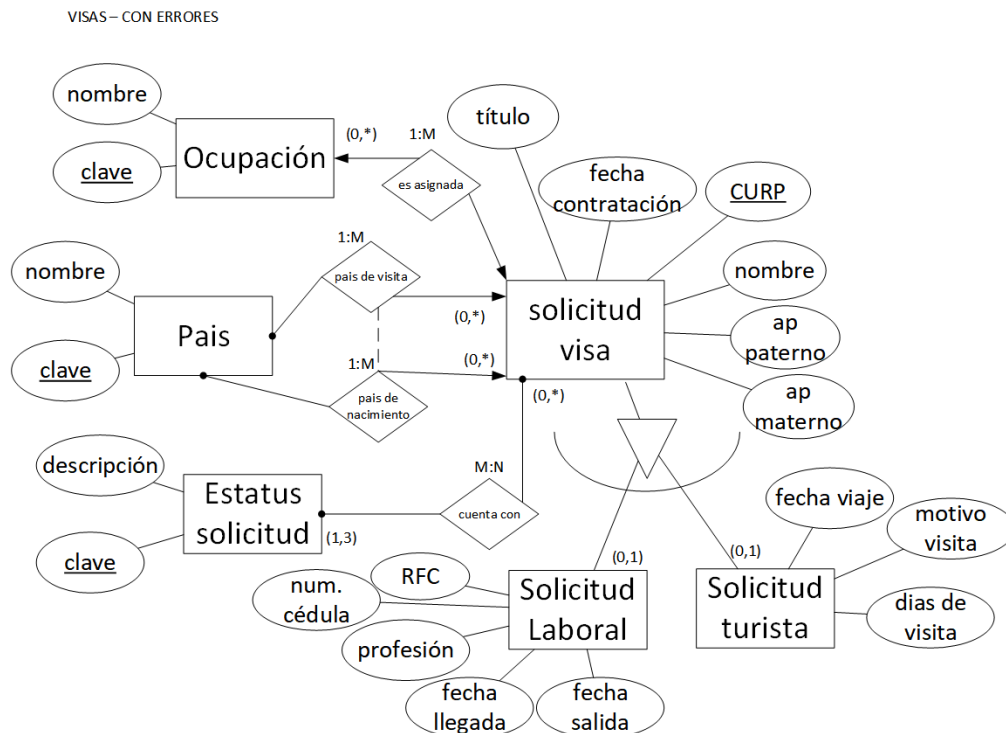 VISAS – CON ERRORES
nombre
clave
Ocupación
(0,*)
1:M
es asignada
título
fecha
contratación
CURP
nombre
ap
paterno
ap
materno
solicitud
visa
nombre
clave
Pais
1:M
pais de visita
(0,*)
1:M
(0,*)
pais de
nacimiento
(0,*)
descripción
clave
Estatus
solicitud
(1,3)
M:N
cuenta con
(0,1)
(0,1)
fecha viaje
motivo
visita
dias de
visita
Solicitud
turista
RFC
num.
cédula
profesión
fecha
llegada
fecha
salida
Solicitud
Laboral